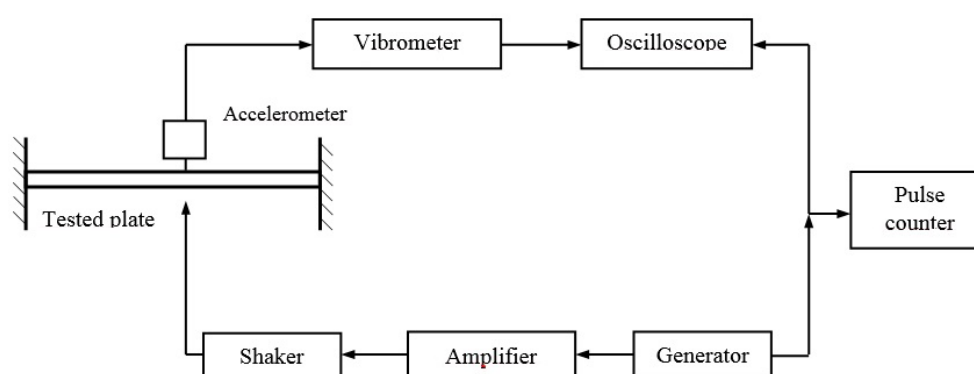 Vibrometer
Oscilloscope
Accelerometer
Tested plate
Pulse
counter
Shaker
Amplifier
Generator